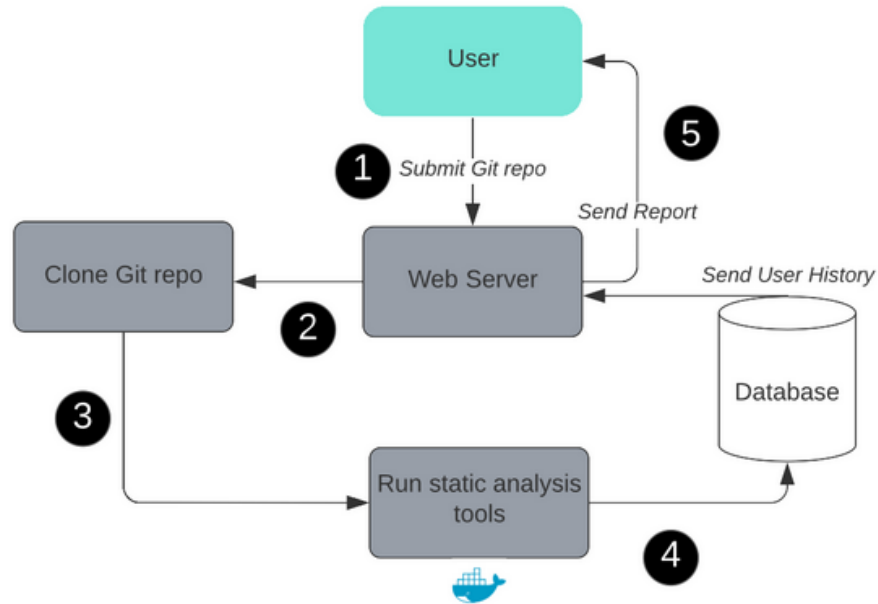 User
5
1
Submit Git repo
Send Report
Clone Git repo
Web Server
Send User History
2
Database
3
Run static analysis
tools
4